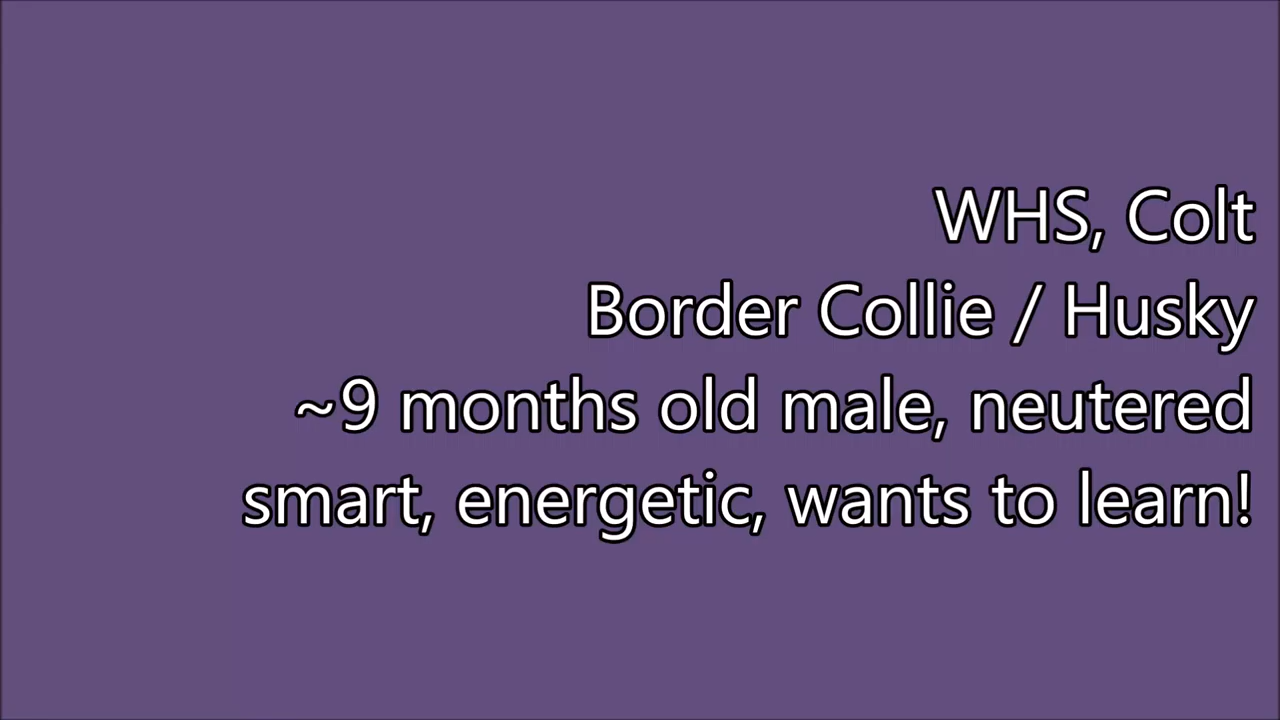 WHS, Colt
Border Collie / Husky
~9 months old male, neutered
smart, energetic, wants to learn!